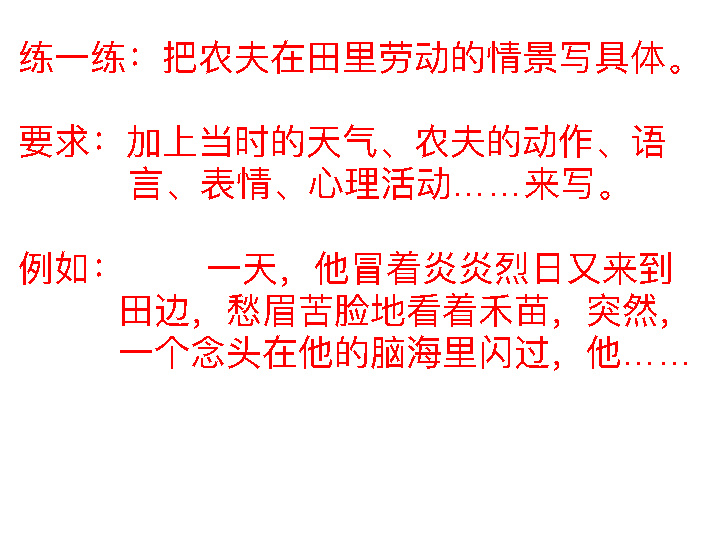 练一练：把农夫在田里劳动的情景写具体。
要求：加上当时的天气、农夫的动作、语
言、表情、心理活动……来写。
例如： 一天，他冒着炎炎烈日又来到
田边，愁眉苦脸地看着禾苗，突然，
一个念头在他的脑海里闪过，他……